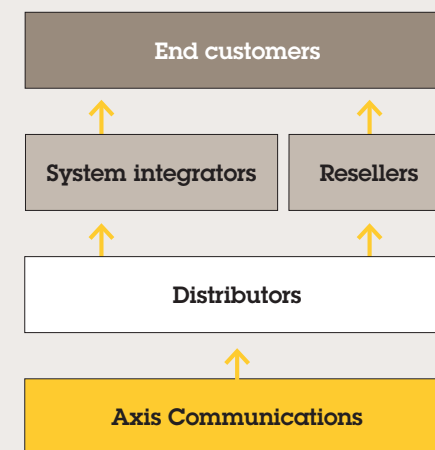 End customers
System integrators
Resellers
Distributors
Axis Communications